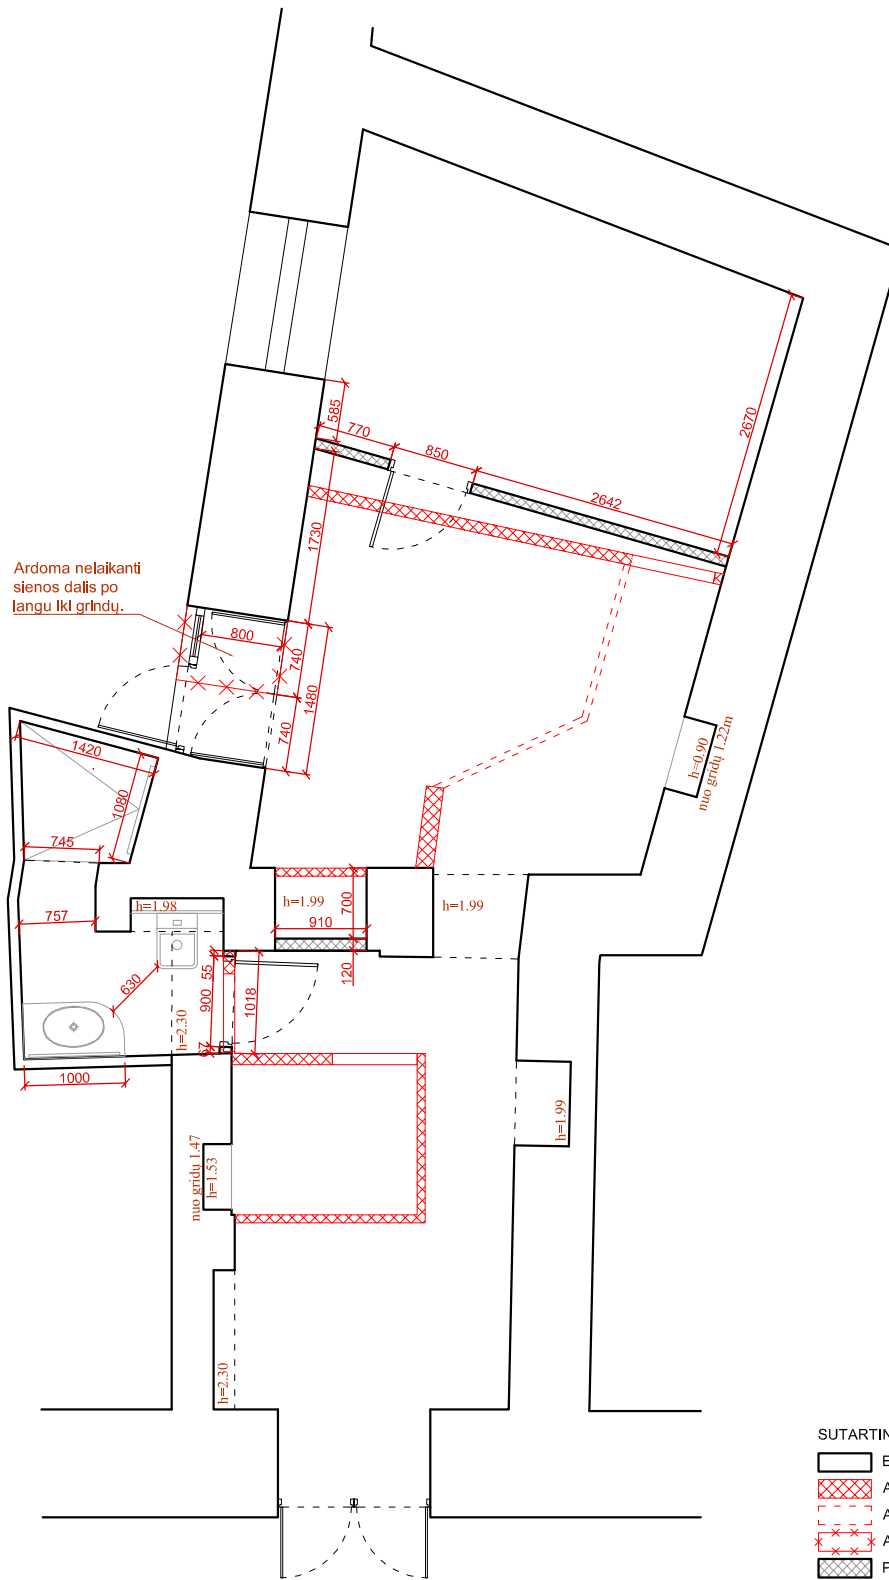 585
770
850
2642
2670
1730
Ardoma nelaikanti
sienos dalis po
langu iki grindų.
800
740
1480
740
1420
1080
745
757
h=1.98
h=1.99
700
910
h=1.99
h=0.90
nuo gridų 1.22m
630
h=2.30
55
900
67
1018
120
1000
nuo gridų 1.47
h=1.53
h=1.99
h=2.30
SUTARTIN
E
A
A
A
P